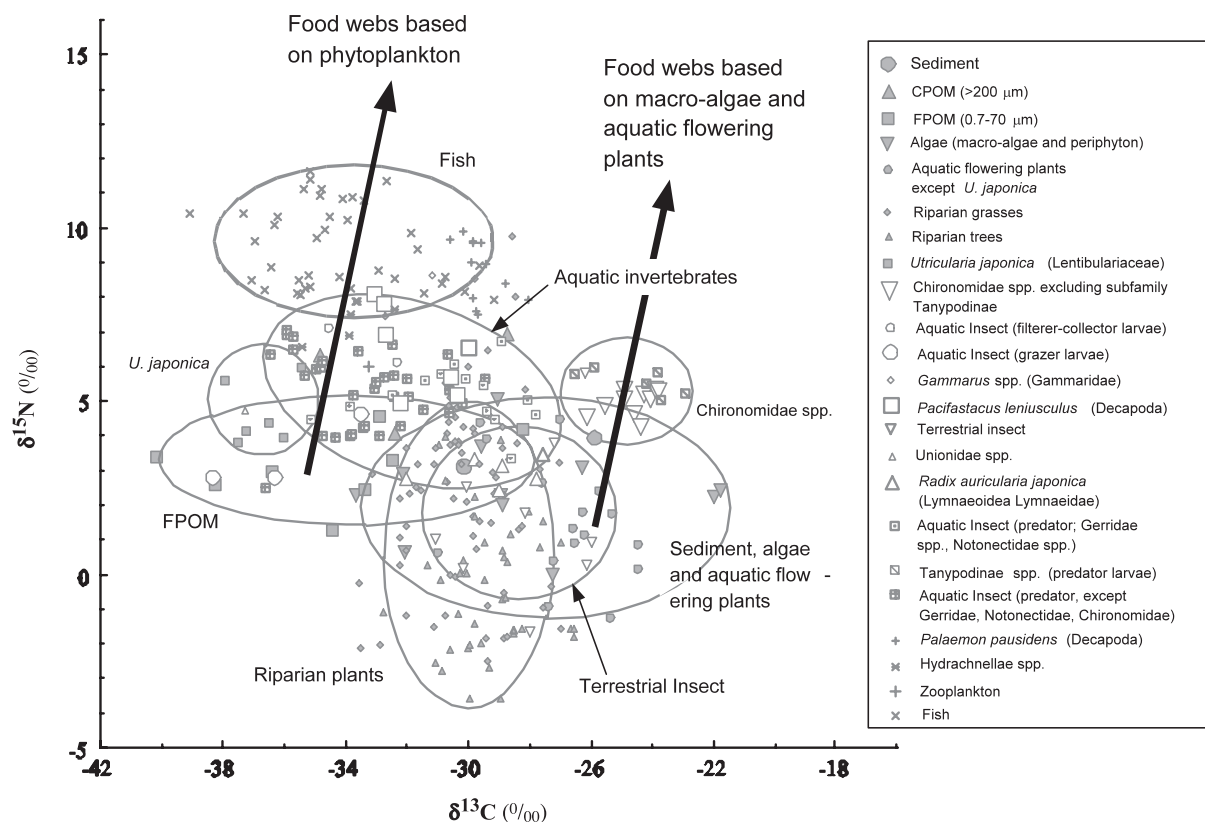 Food webs based
on phytoplankton
Food webs based
on macro-algae and
aquatic flowering
plants
Fish
Aquatic invertebrates
U. japonica
Chironomidae spp.
FPOM
Sediment, algae
and aquatic flow -
ering plants
Riparian plants
Terrestrial Insect
15
10
5
0
-5
δ15N (0/00)
-42
-38
-34
-30
-26
-22
-18
δ13C (0/00)
Sediment
CPOM (>200 μm)
FPOM (0.7-70 μm)
Algae (macro-algae and periphyton)
Aquatic flowering plants
except U. japonica
Riparian grasses
Riparian trees
Utricularia japonica (Lentibulariaceae)
Chironomidae spp. excluding subfamily
Tanypodinae
Aquatic Insect (filterer-collector larvae)
Aquatic Insect (grazer larvae)
Gammarus spp. (Gammaridae)
Pacifastacus leniusculus (Decapoda)
Terrestrial insect
Unionidae spp.
Radix auricularia japonica
(Lymnaeoidea Lymnaeidae)
Aquatic Insect (predator; Gerridae
spp., Notonectidae spp.)
Tanypodinae spp. (predator larvae)
Aquatic Insect (predator, except
Gerridae, Notonectidae, Chironomidae)
Palaemon pausidens (Decapoda)
Hydrachnellae spp.
Zooplankton
Fish